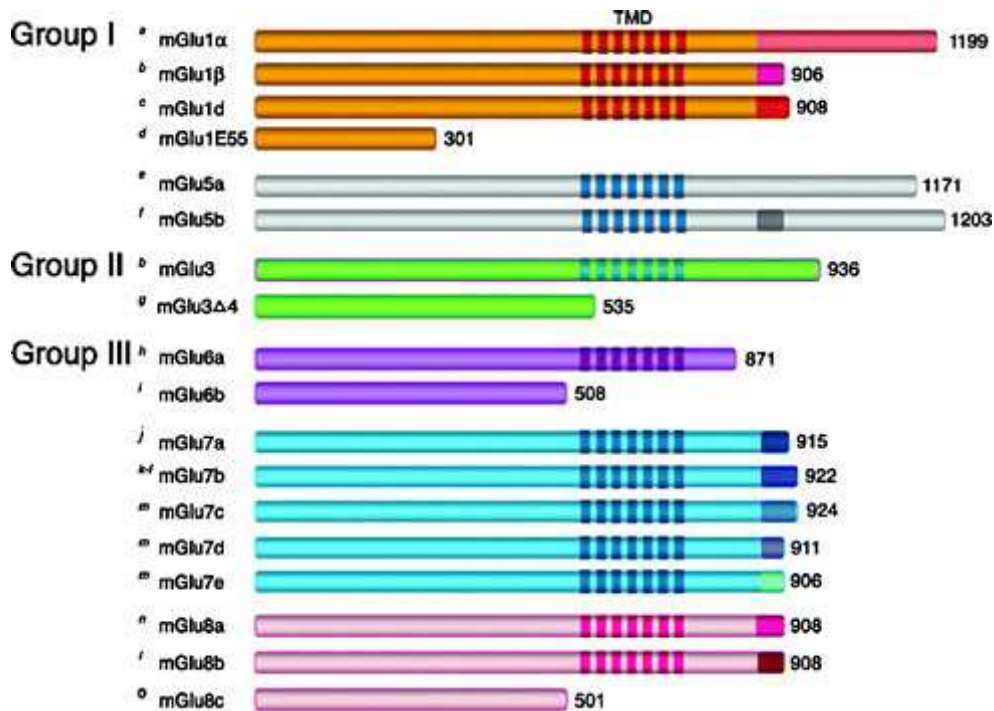 TMD
Group I a mGlu1α 1199
b mGlu1β 906
c mGlu1d 908
d mGlu1E55 301
e mGlu5a 1171
f mGlu5b 1203
Group II b mGlu3 936
g mGlu3Δ4 535
Group III h mGlu6a 871
i mGlu6b 508
j mGlu7a 915
k-l mGlu7b 922
m mGlu7c 924
m mGlu7d 911
m mGlu7e 906
n mGlu8a 908
mGlu8b 908
o mGlu8c 501